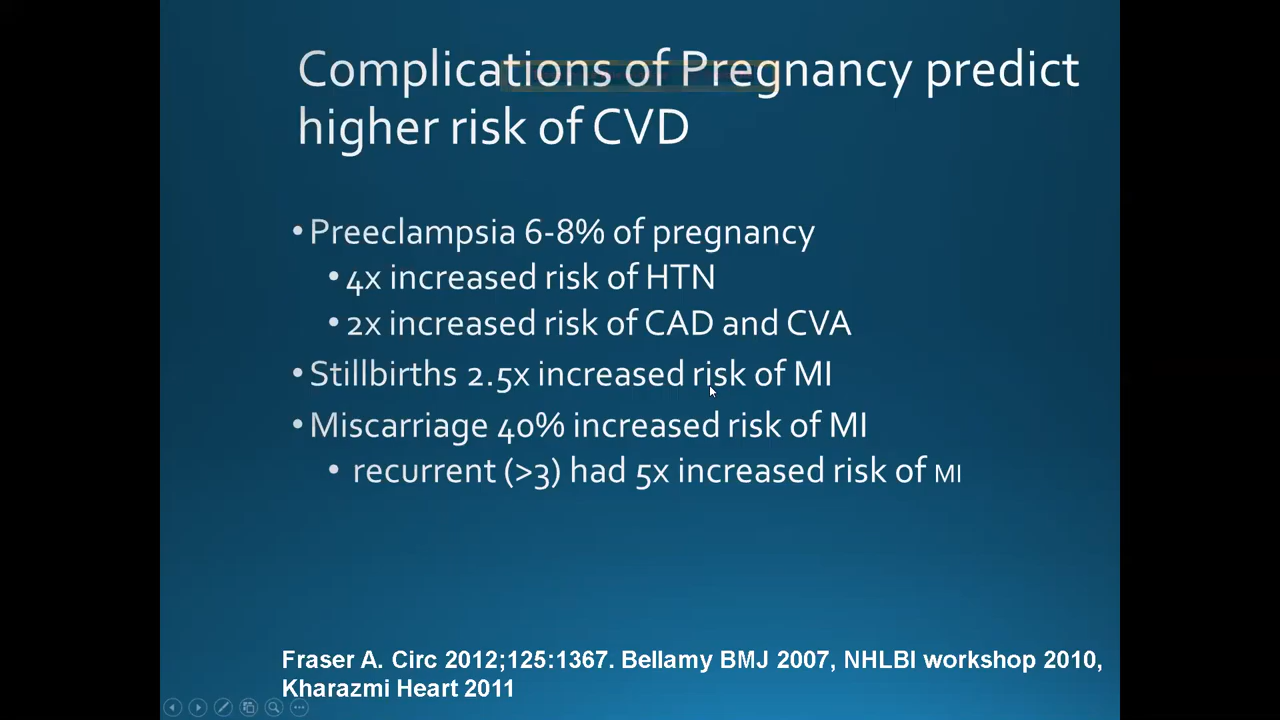 Complications of Pregnancy predict
higher risk of CVD
• Preeclampsia 6-8% of pregnancy
• 4x increased risk of HTN
• 2x increased risk of CAD and CVA
• Stillbirths 2.5x increased risk of MI
• Miscarriage 40% increased risk of MI
• recurrent (>3) had 5x increased risk of MI
Fraser A. Circ 2012;125:1367. Bellamy BMJ 2007, NHLBI workshop 2010,
Kharazmi Heart 2011